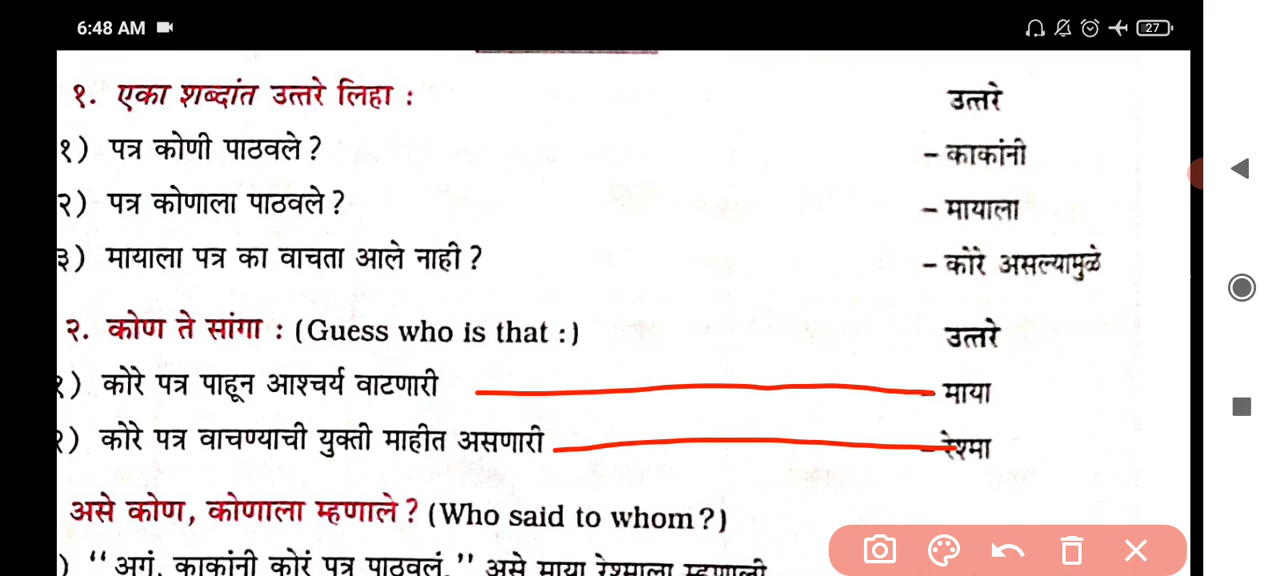 6:48 AM
27
१. एका शब्दांत उत्तरे लिहा : उत्तरे
१) पत्र कोणी पाठवले ? – काकांनी
२) पत्र कोणाला पाठवले ? – मायाला
३) मायाला पत्र का वाचता आले नाही ? – कोरे असल्यामुळे
२. कोण ते सांगा : (Guess who is that :) उत्तरे
१) कोरे पत्र पाहून आश्चर्य वाटणारी – माया
२) कोरे पत्र वाचण्याची युक्ती माहीत असणारी – रेश्मा
असे कोण, कोणाला म्हणाले ? (Who said to whom?)
) “ अगं, काकांनी कोरं पत्र पाठवलं. ” असे माया रेश्माला म्हणाली